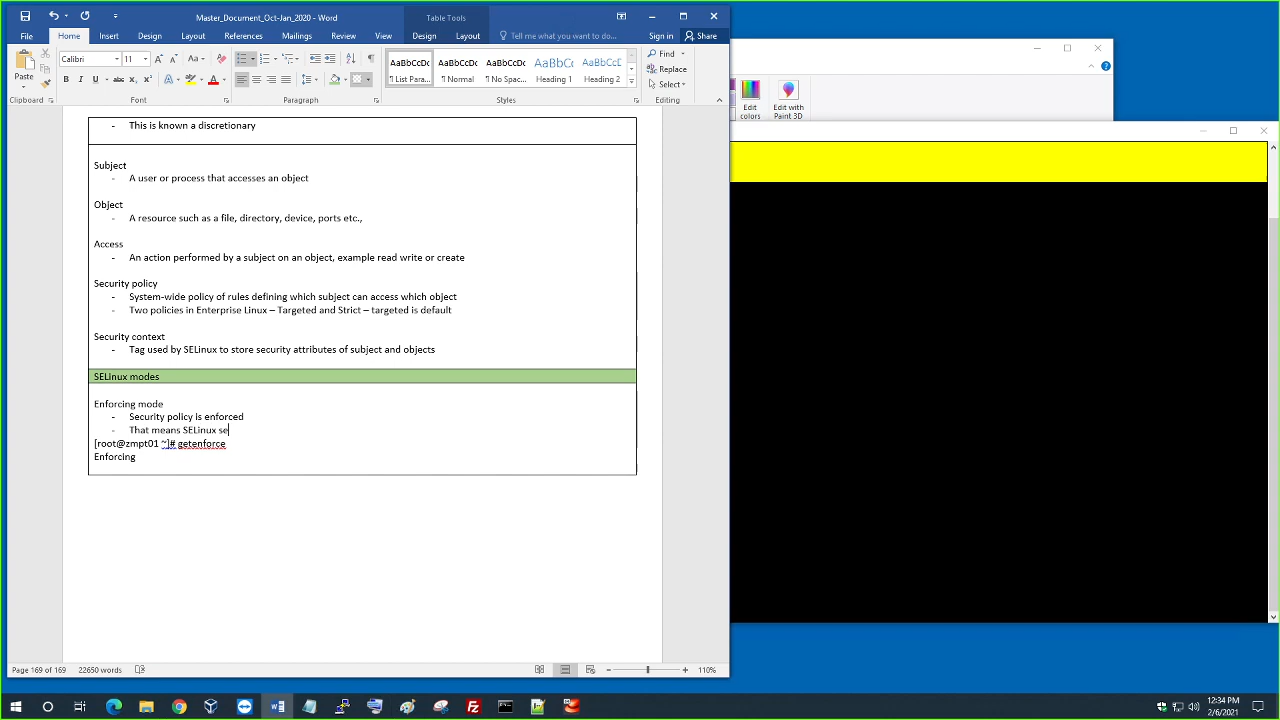 Master_Document_Oct-Jan_2020 - Word
Table Tools
File
Home
Insert
Design
Layout
References
Mailings
Review
View
Design
Layout
Tell me what you want to do...
Sign in
Share
Paste
Calibri
11
Aa
B I U abc X₂ X²
AaBbCcDc
AaBbCcDc
AaBbCcDc
AaBbCc
AaBbCcC
¶ List Para...
¶ Normal
¶ No Spac...
Heading 1
Heading 2
Find
Replace
Select
Clipboard
Font
Paragraph
Styles
Editing
Edit colors
Edit with Paint 3D
- This is known a discretionary
Subject
- A user or process that accesses an object
Object
- A resource such as a file, directory, device, ports etc.,
Access
- An action performed by a subject on an object, example read write or create
Security policy
- System-wide policy of rules defining which subject can access which object
- Two policies in Enterprise Linux – Targeted and Strict – targeted is default
Security context
- Tag used by SELinux to store security attributes of subject and objects
SELinux modes
Enforcing mode
- Security policy is enforced
- That means SELinux se
[root@zmpt01 ~]# getenforce
Enforcing
Page 169 of 169
22650 words
110%
12:34 PM
2/6/2021